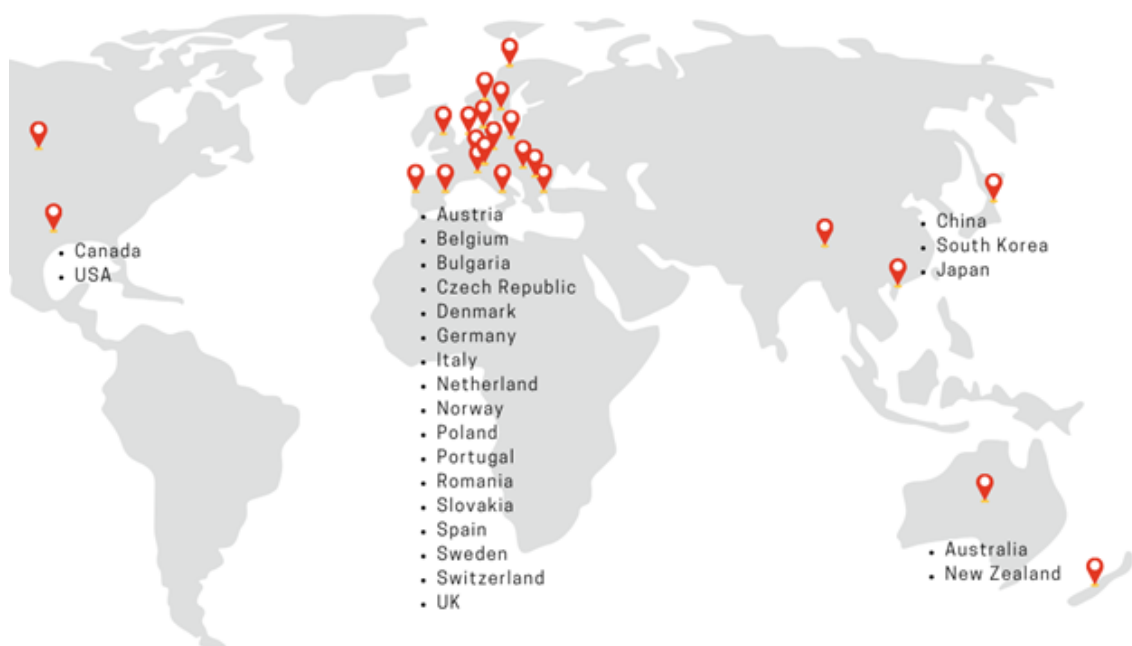 Canada
USA
Austria
Belgium
Bulgaria
Czech Republic
Denmark
Germany
Italy
Netherland
Norway
Poland
Portugal
Romania
Slovakia
Spain
Sweden
Switzerland
UK
China
South Korea
Japan
Australia
New Zealand